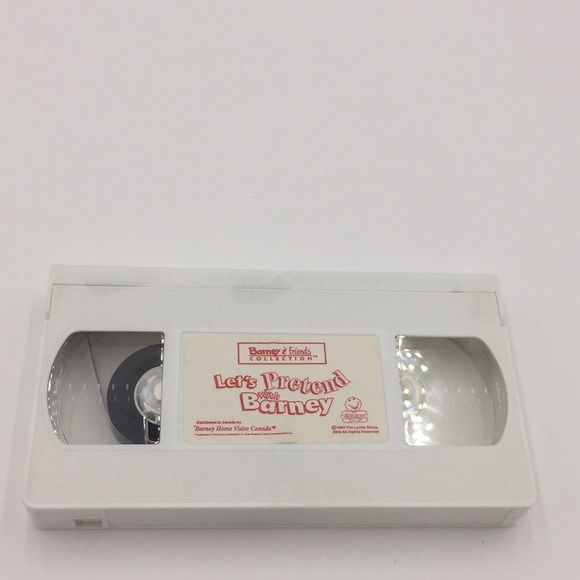 Barney & Friends
COLLECTION™
Let's Pretend
with
Barney
Distributed in Canada by
Barney Home Video Canada
©1993 The Lyons Group
All Rights Reserved